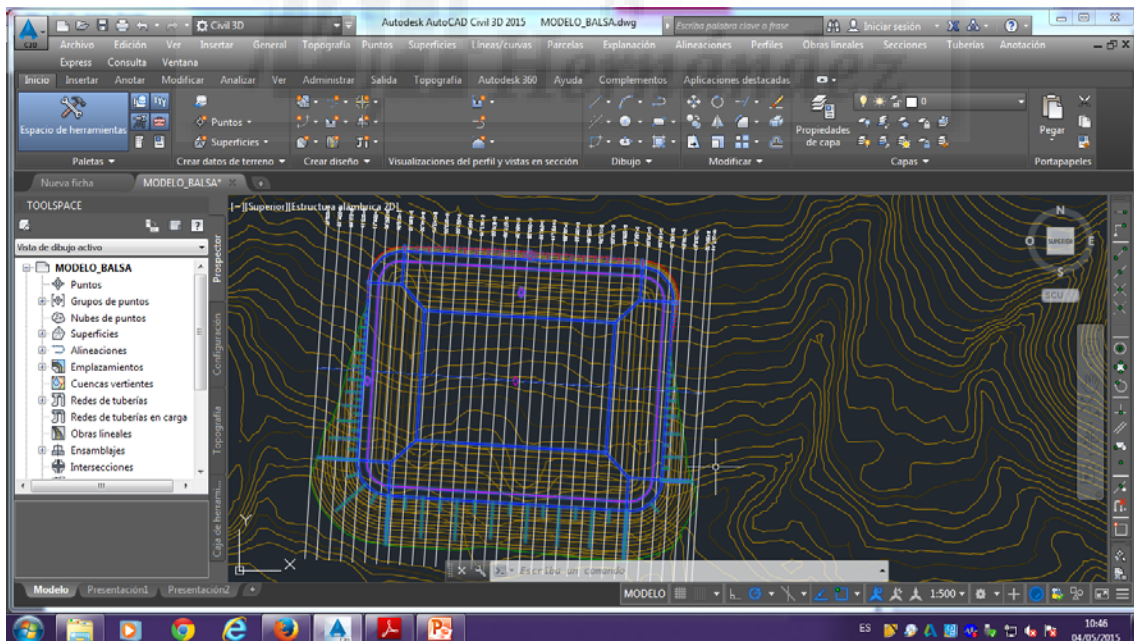 Civil 3D
Autodesk AutoCAD Civil 3D 2015 MODELO_BALSA.dwg
Escriba palabra clave o frase
Iniciar sesión
C3D
Archivo Edición Ver Insertar General Topografía Puntos Superficies Líneas/curvas Parcelas Explanación Alineaciones Perfiles Obras lineales Secciones Tuberías Anotación
Express Consulta Ventana
Hernández
Inicio Insertar Anotar Modificar Analizar Ver Administrar Salida Topografía Autodesk 360 Ayuda Complementos Aplicaciones destacadas
0
Espacio de herramientas
Puntos
Superficies
Propiedades de capa
Pegar
Paletas Crear datos de terreno Crear diseño Visualizaciones del perfil y vistas en sección Dibujo Modificar Capas Portapapeles
Nueva ficha MODELO_BALSA*
TOOLSPACE
[-][Superior][Estructura alámbrica 2D]
Vista de dibujo activo
MODELO_BALSA
Puntos
Grupos de puntos
Nubes de puntos
Superficies
Alineaciones
Emplazamientos
Cuencas vertientes
Redes de tuberías
Redes de tuberías en carga
Obras lineales
Ensamblajes
Intersecciones
Prospector
Configuración
Topografía
Caja de herrami...
N
O SUPERIOR E
S
SCU
Y
X
Escriba un comando
Modelo Presentación1 Presentación2
MODELO
1:500
ES
10:46
04/05/2015